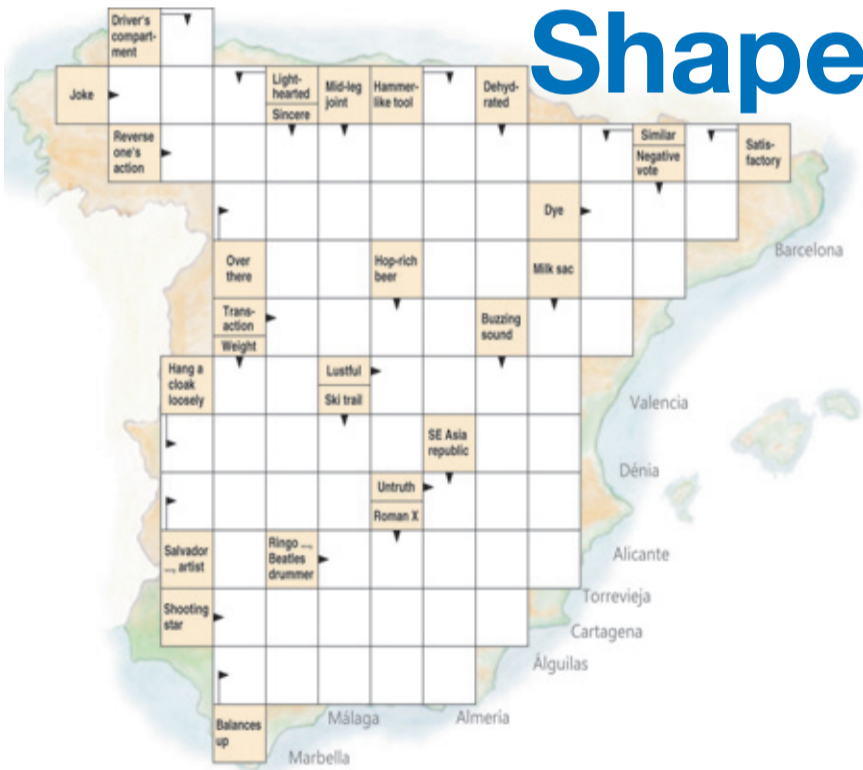 Shape
Driver's
compart-
ment
Joke
Light-
hearted
Sincere
Mid-leg
joint
Hammer-
like tool
Dehyd-
rated
Reverse
one's
action
Similar
Negative
vote
Satis-
factory
Dye
Barcelona
Over
there
Hop-rich
beer
Milk sac
Trans-
action
Weight
Buzzing
sound
Hang a
cloak
loosely
Lustful
Ski trail
Valencia
SE Asia
republic
Dénia
Untruth
Roman X
Salvador
..., artist
Ringo ...,
Beatles
drummer
Alicante
Shooting
star
Torrevieja
Cartagena
Álguilas
Balances
up
Málaga
Almería
Marbella